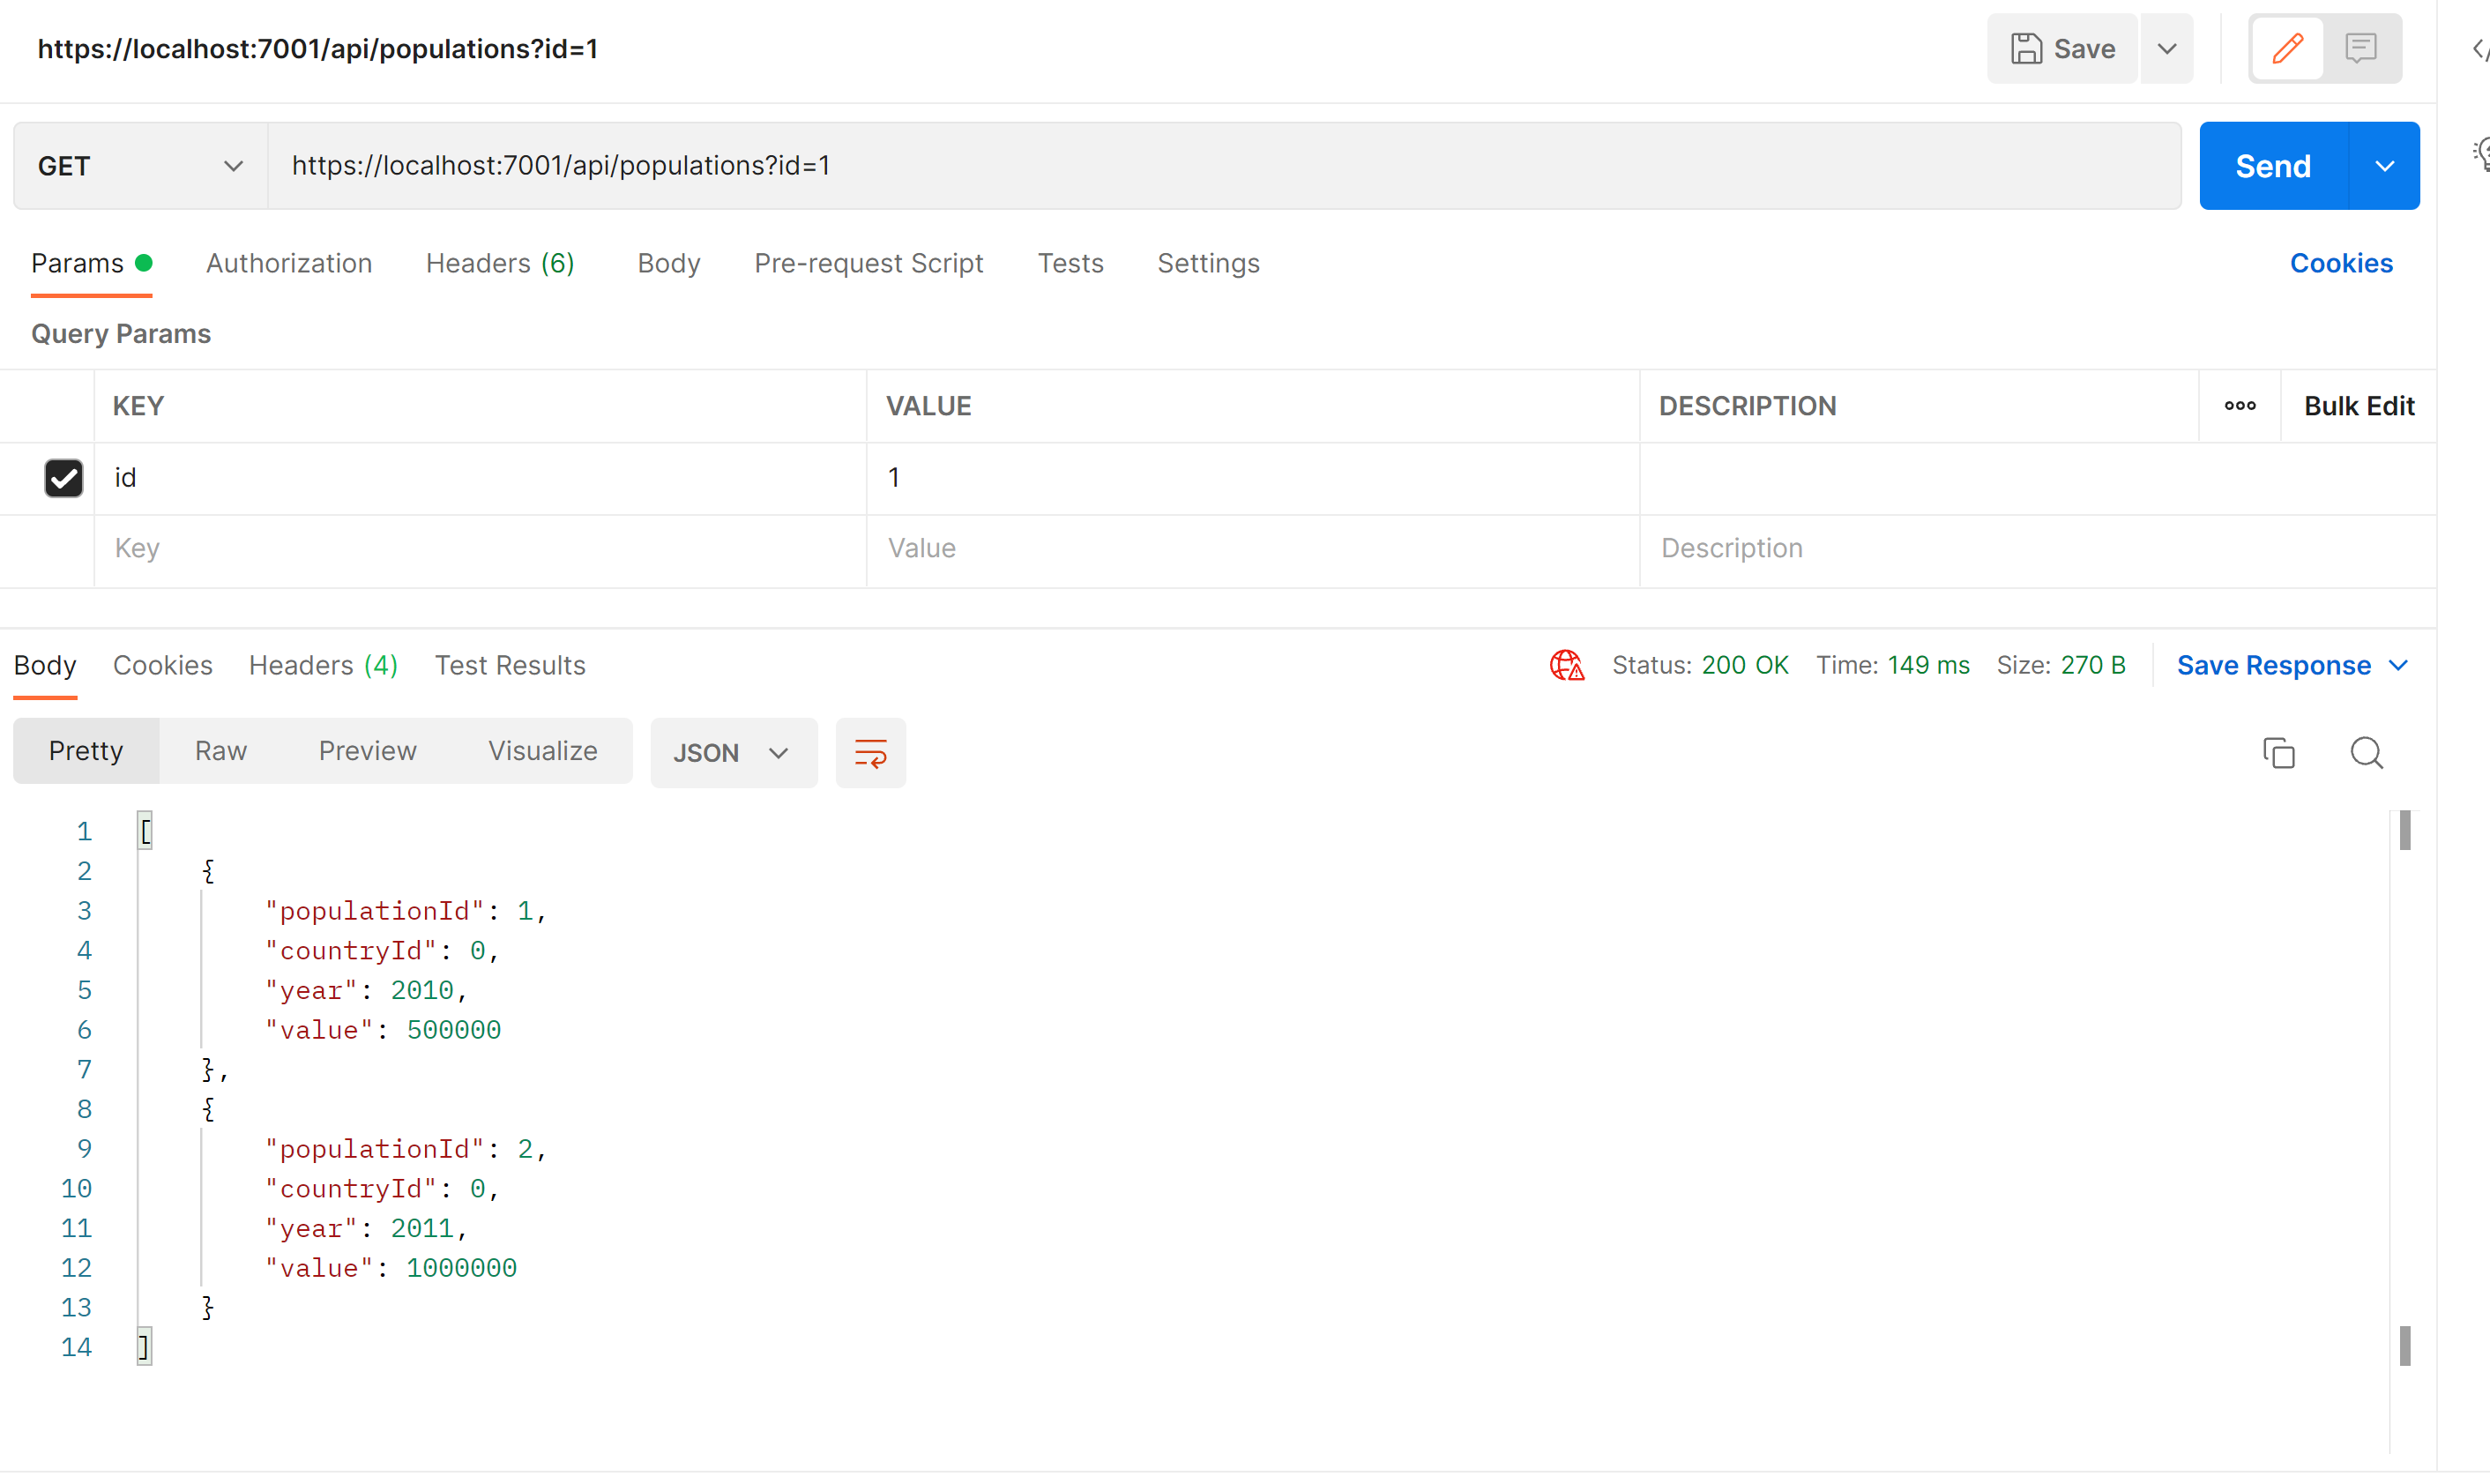 https://localhost:7001/api/populations?id=1
Save
GET
https://localhost:7001/api/populations?id=1
Send
Params Authorization Headers (6) Body Pre-request Script Tests Settings Cookies
Query Params
KEY VALUE DESCRIPTION ooo Bulk Edit
id 1
Key Value Description
Body Cookies Headers (4) Test Results Status: 200 OK Time: 149 ms Size: 270 B Save Response
Pretty Raw Preview Visualize JSON
1 [
2 {
3 "populationId": 1,
4 "countryId": 0,
5 "year": 2010,
6 "value": 500000
7 },
8 {
9 "populationId": 2,
10 "countryId": 0,
11 "year": 2011,
12 "value": 1000000
13 }
14 ]